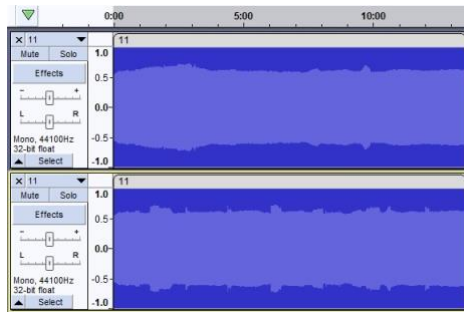 0:00 5:00 10:00
11 11
Mute Solo
Effects
- +
L R
Mono, 44100Hz
32-bit float
Select
1.0
0.5
0.0
-0.5
-1.0
11 11
Mute Solo
Effects
- +
L R
Mono, 44100Hz
32-bit float
Select
1.0
0.5
0.0
-0.5
-1.0